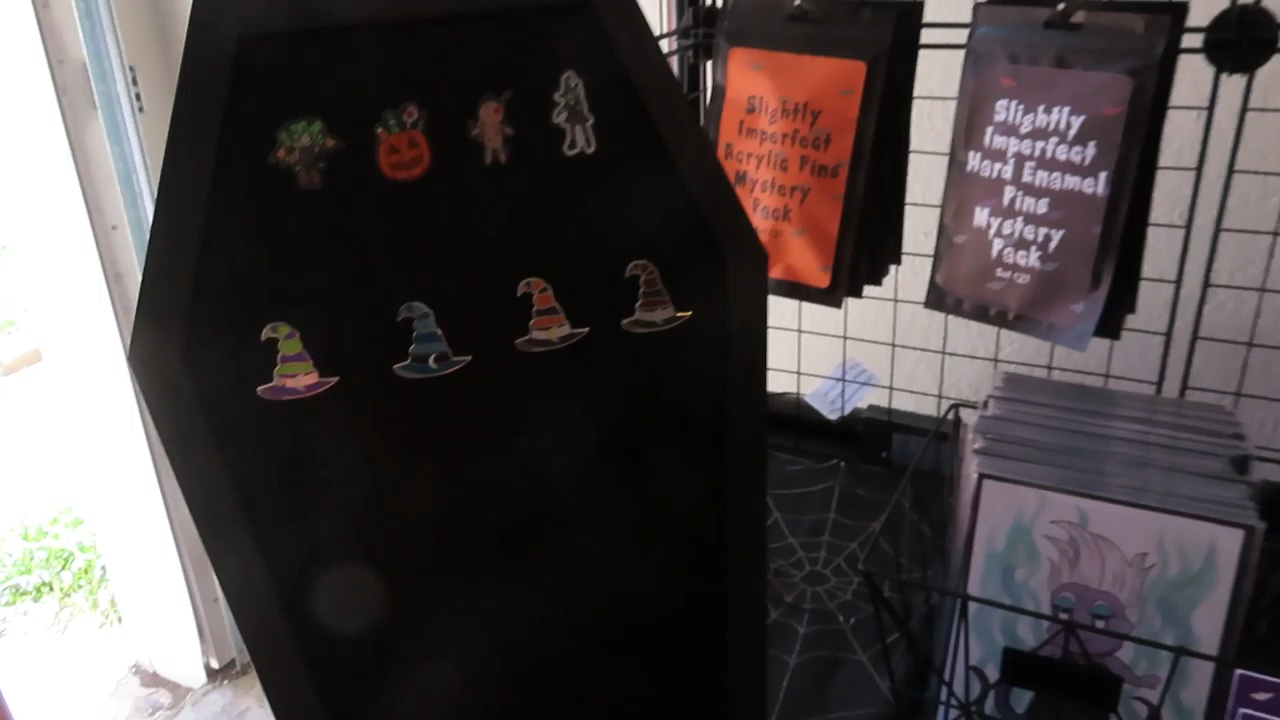 Slightly
Imperfect
Acrylic Pins
Mystery
Pack
Slightly
Imperfect
Hard Enamel
Pins
Mystery
Pack